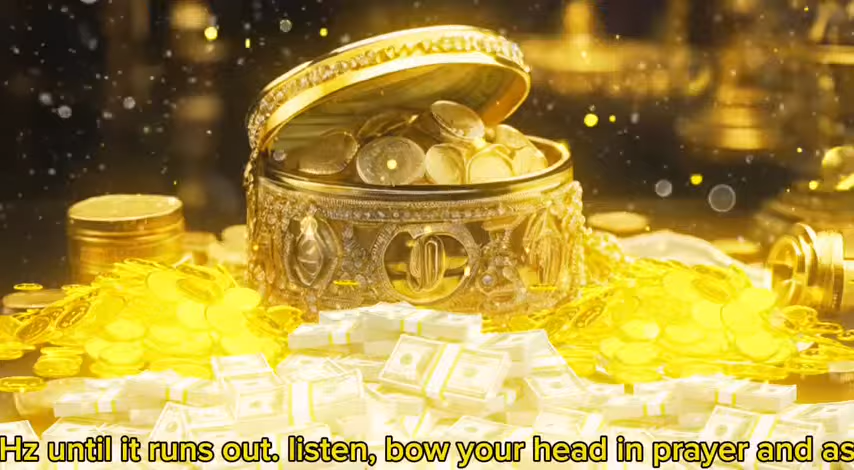 Hz until it runs out. listen, bow your head in prayer and as